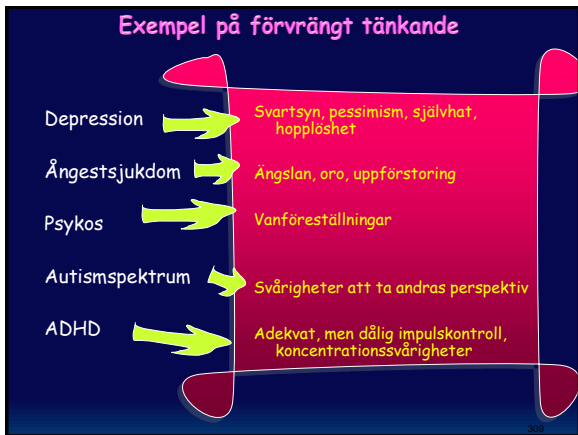 Exempel på förvrängt tänkande
Depression
Svartsyn, pessimism, självhat,
hopplöshet
Ångestsjukdom
Ängslan, oro, uppförstoring
Psykos
Vanföreställningar
Autismspektrum
Svårigheter att ta andras perspektiv
ADHD
Adekvat, men dålig impulskontroll,
koncentrationssvårigheter
309